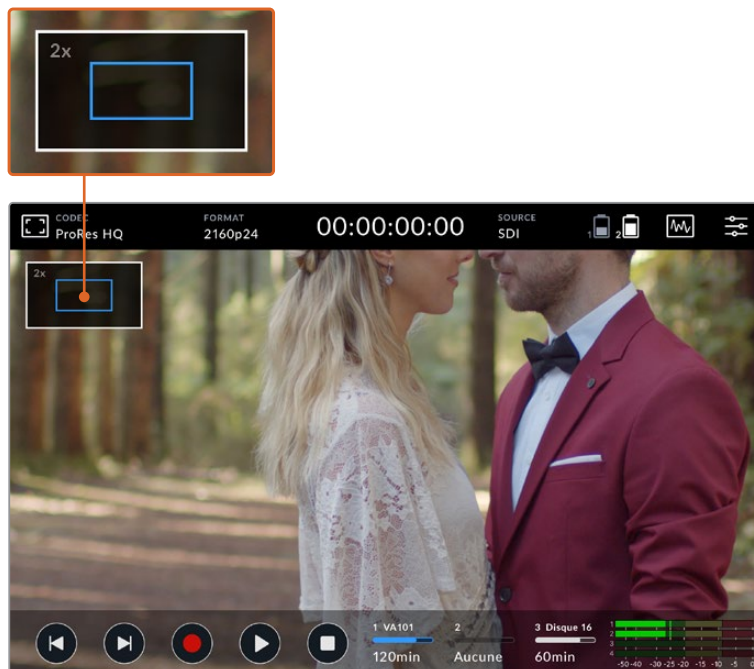 2x
CODEC
ProRes HQ
FORMAT
2160p24
00:00:00:00
SOURCE
SDI
1
2
2x
1 VA101
120min
2
Aucune
3 Disque 16
60min
1
2
3
4
-50 -40 -30 -25 -20 -15 -10 -5